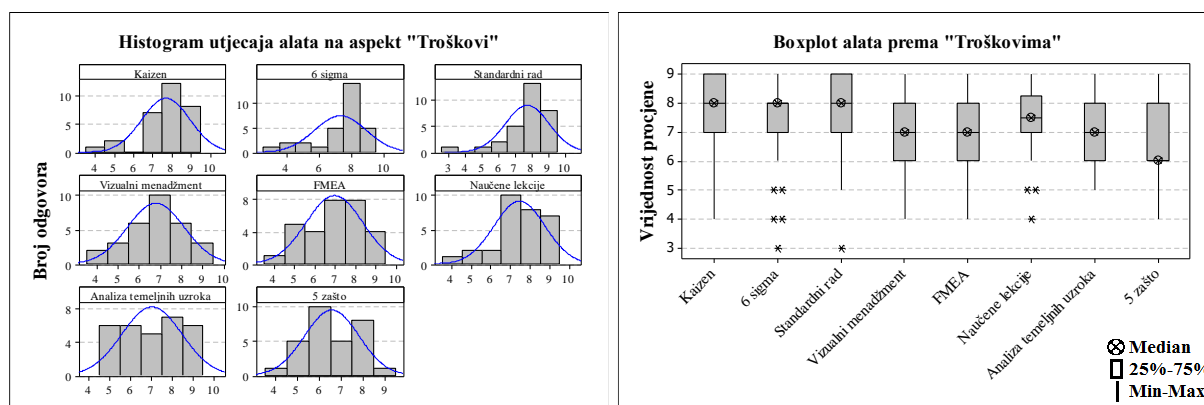 Histogram utjecaja alata na aspekt "Troškovi"
Broj odgovora
Kaizen
10
5
0
4 5 6 7 8 9 10
6 sigma
10
5
0
4 6 8 10
Standardni rad
10
5
0
3 4 5 6 7 8 9 10
Vizualni menadžment
10
5
0
4 5 6 7 8 9 10
FMEA
8
4
0
4 5 6 7 8 9 10
Naučene lekcije
10
5
0
4 5 6 7 8 9 10
Analiza temeljnih uzroka
8
4
0
4 5 6 7 8 9 10
5 zašto
10
5
0
4 5 6 7 8 9
Boxplot alata prema "Troškovima"
Vrijednost procjene
9
8
7
6
5
4
3
Kaizen
6 sigma
Standardni rad
Vizualni menadžment
FMEA
Naučene lekcije
Analiza temeljnih uzroka
5 zašto
Median
25%-75%
Min-Max